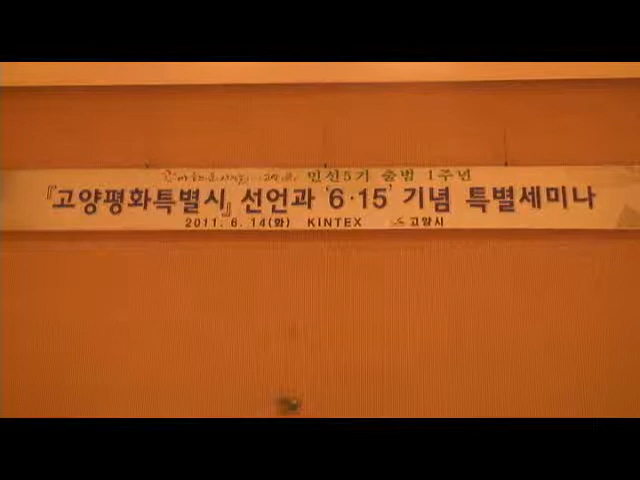 민선5기 출범 1주년
『고양평화특별시』 선언과 '6·15' 기념 특별세미나
2011. 6. 14(화) KINTEX 고양시